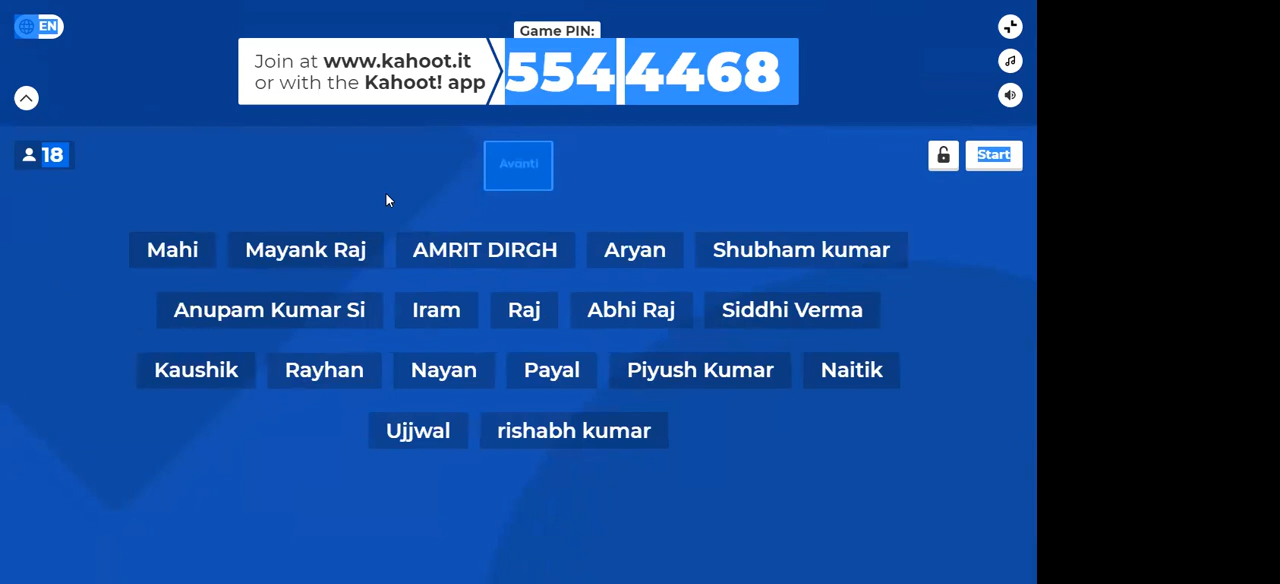 EN
Game PIN:
Join at www.kahoot.it
or with the Kahoot! app
554 4468
18
Avanti
Start
Mahi Mayank Raj AMRIT DIRGH Aryan Shubham kumar
Anupam Kumar Si Iram Raj Abhi Raj Siddhi Verma
Kaushik Rayhan Nayan Payal Piyush Kumar Naitik
Ujjwal rishabh kumar